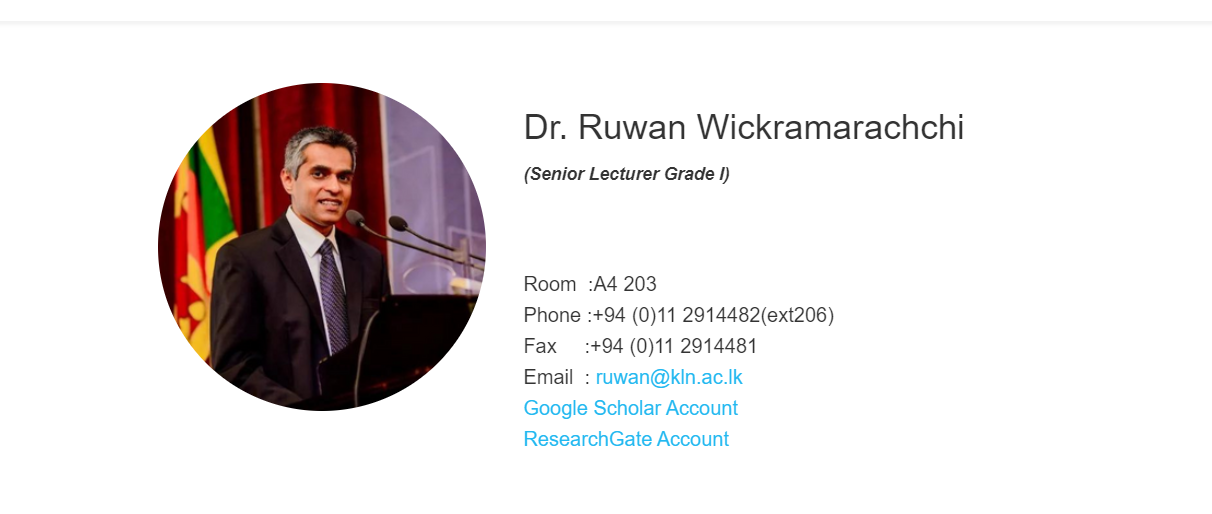 Dr. Ruwan Wickramarachchi
(Senior Lecturer Grade I)
Room :A4 203
Phone :+94 (0)11 2914482(ext206)
Fax :+94 (0)11 2914481
Email : ruwan@kln.ac.lk
Google Scholar Account
ResearchGate Account